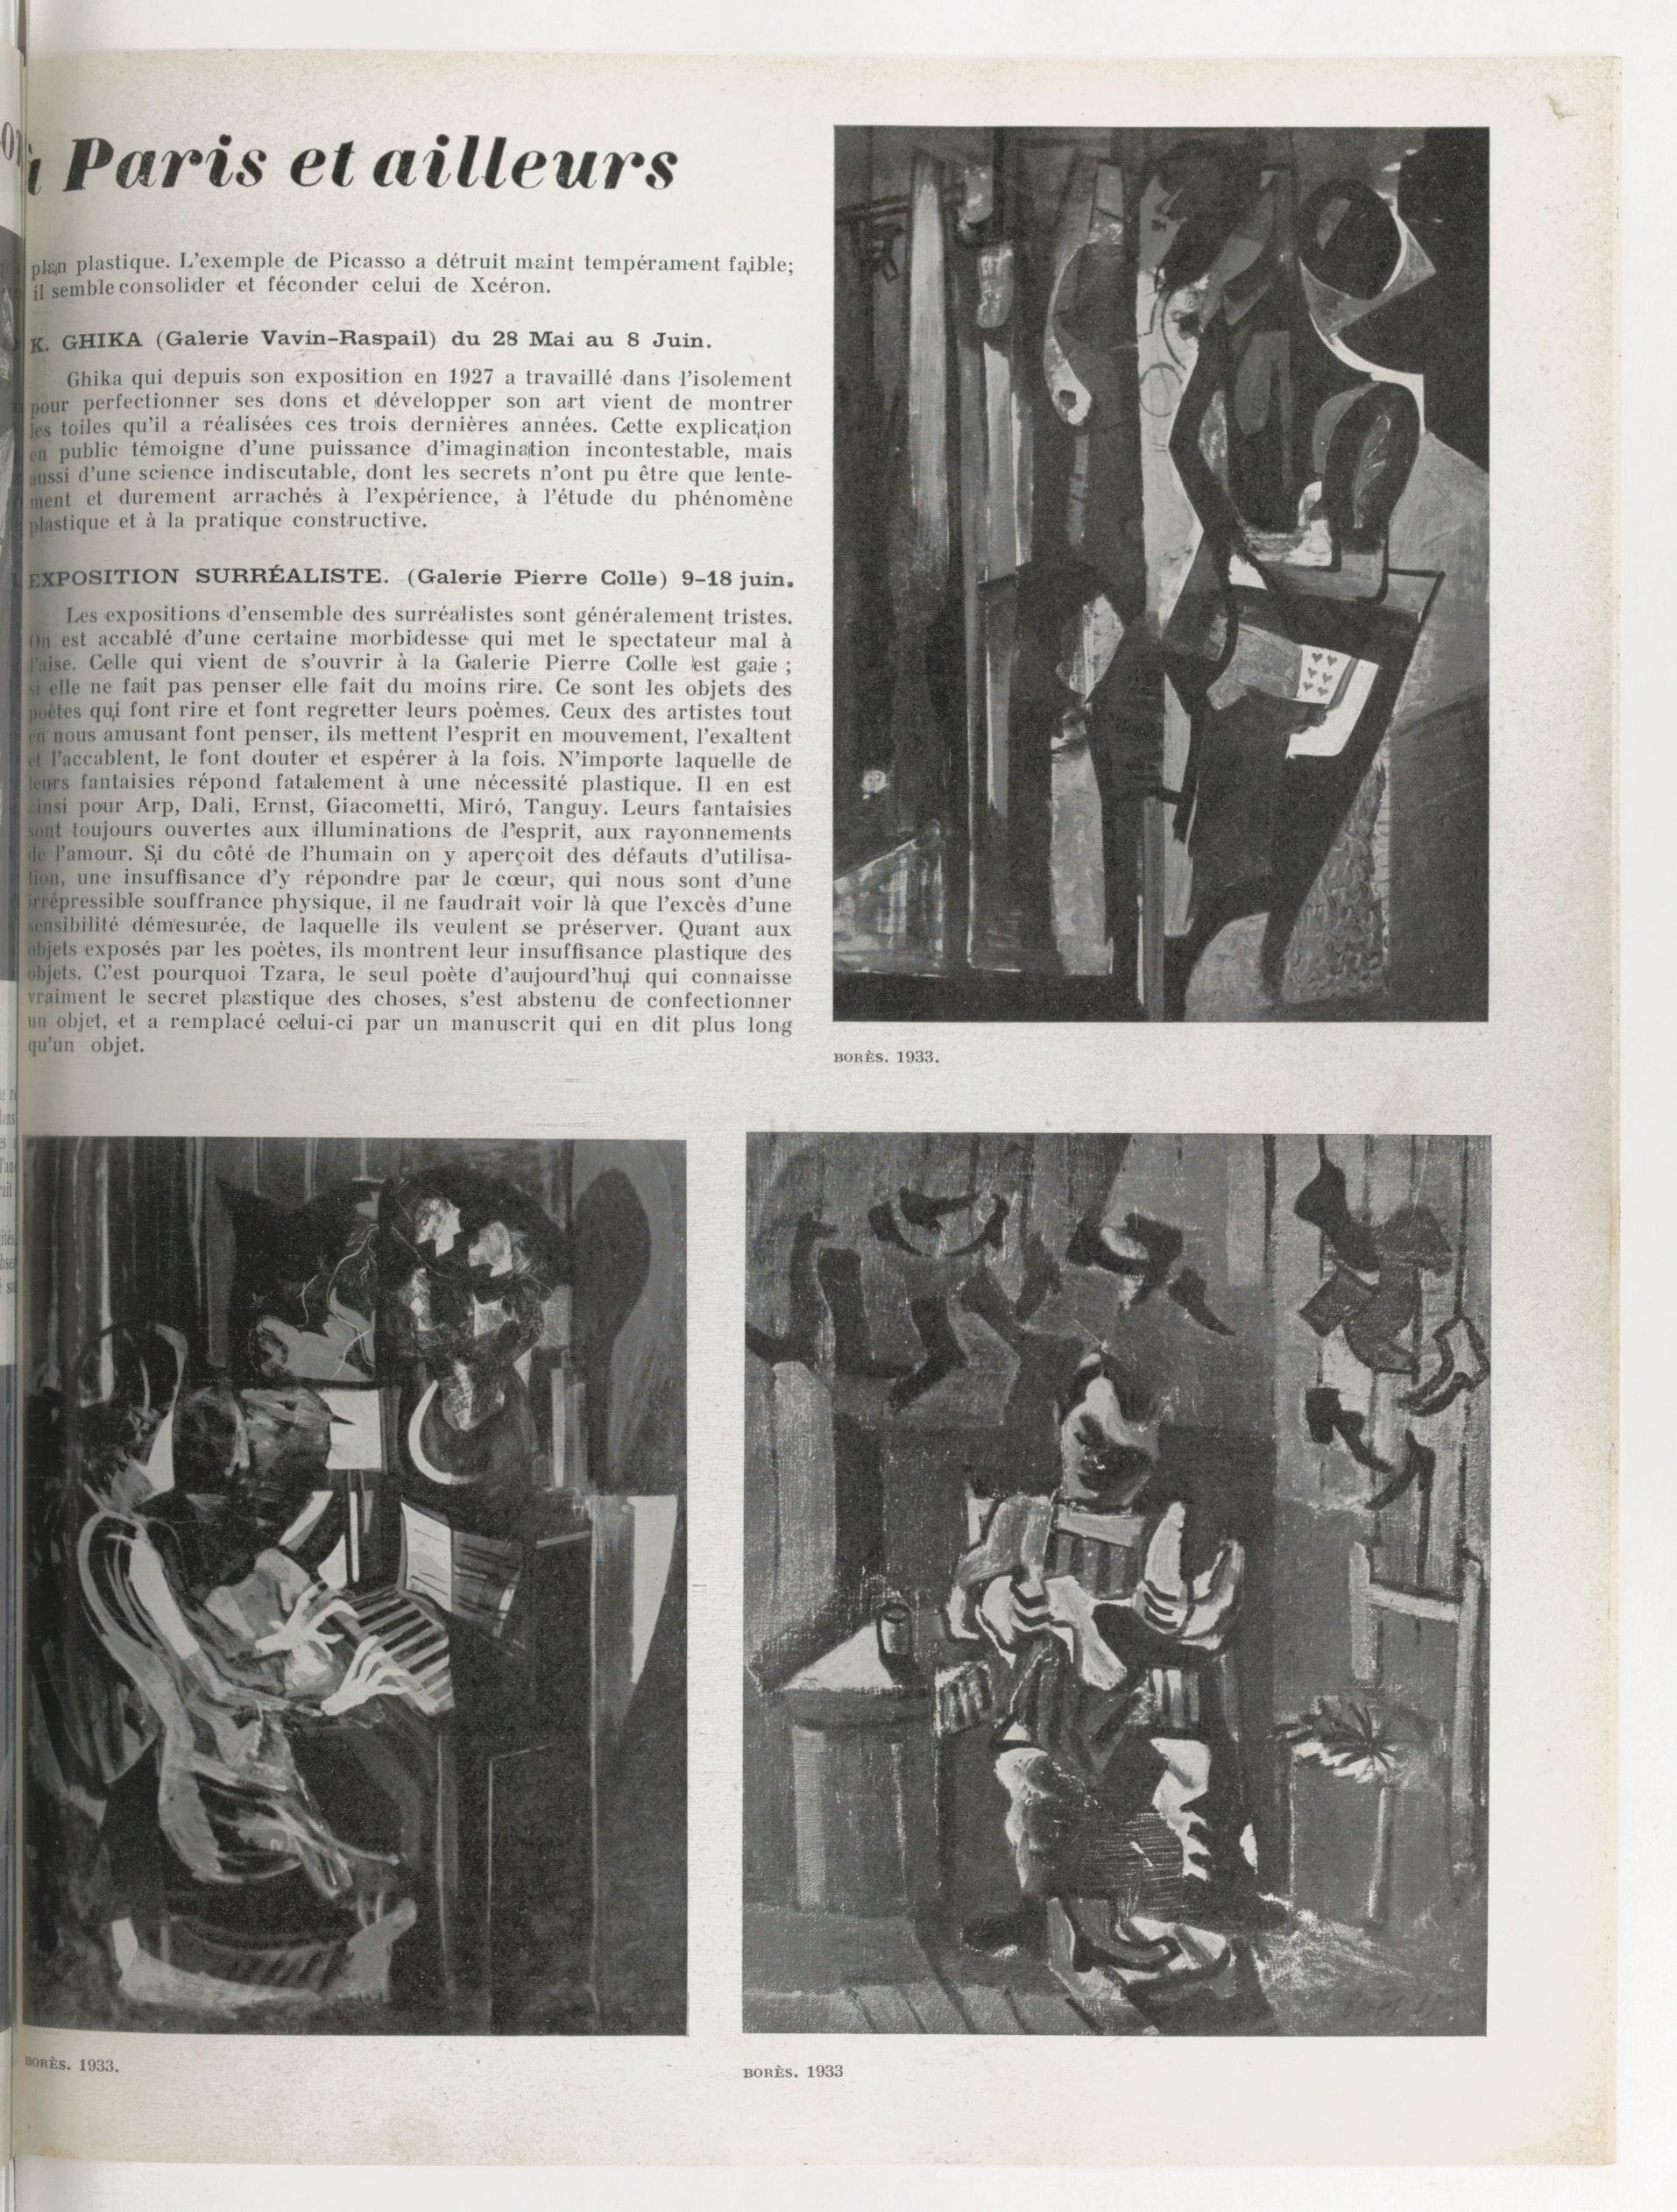 à Paris et ailleurs
plan plastique. L'exemple de Picasso a détruit maint tempérament faible;
il semble consolider et féconder celui de Xcéron.
K. GHIKA (Galerie Vavin-Raspail) du 28 Mai au 8 Juin.
Ghika qui depuis son exposition en 1927 a travaillé dans l'isolement
pour perfectionner ses dons et développer son art vient de montrer
les toiles qu'il a réalisées ces trois dernières années. Cette explication
en public témoigne d'une puissance d'imagination incontestable, mais
aussi d'une science indiscutable, dont les secrets n'ont pu être que lente-
ment et durement arrachés à l'expérience, à l'étude du phénomène
plastique et à la pratique constructive.
EXPOSITION SURRÉALISTE. (Galerie Pierre Colle) 9-18 juin.
Les expositions d'ensemble des surréalistes sont généralement tristes.
On est accablé d'une certaine morbidesse qui met le spectateur mal à
l'aise. Celle qui vient de s'ouvrir à la Galerie Pierre Colle est gaie ;
si elle ne fait pas penser elle fait du moins rire. Ce sont les objets des
poètes qui font rire et font regretter leurs poèmes. Ceux des artistes tout
en nous amusant font penser, ils mettent l'esprit en mouvement, l'exaltent
et l'accablent, le font douter et espérer à la fois. N'importe laquelle de
leurs fantaisies répond fatalement à une nécessité plastique. Il en est
ainsi pour Arp, Dali, Ernst, Giacometti, Miró, Tanguy. Leurs fantaisies
sont toujours ouvertes aux illuminations de l'esprit, aux rayonnements
de l'amour. Si du côté de l'humain on y aperçoit des défauts d'utilisa-
tion, une insuffisance d'y répondre par le cœur, qui nous sont d'une
irrépressible souffrance physique, il ne faudrait voir là que l'excès d'une
sensibilité démesurée, de laquelle ils veulent se préserver. Quant aux
objets exposés par les poètes, ils montrent leur insuffisance plastique des
objets. C'est pourquoi Tzara, le seul poète d'aujourd'hui qui connaisse
vraiment le secret plastique des choses, s'est abstenu de confectionner
un objet, et a remplacé celui-ci par un manuscrit qui en dit plus long
qu'un objet.
BORÈS. 1933.
BORÈS. 1933.
BORÈS. 1933